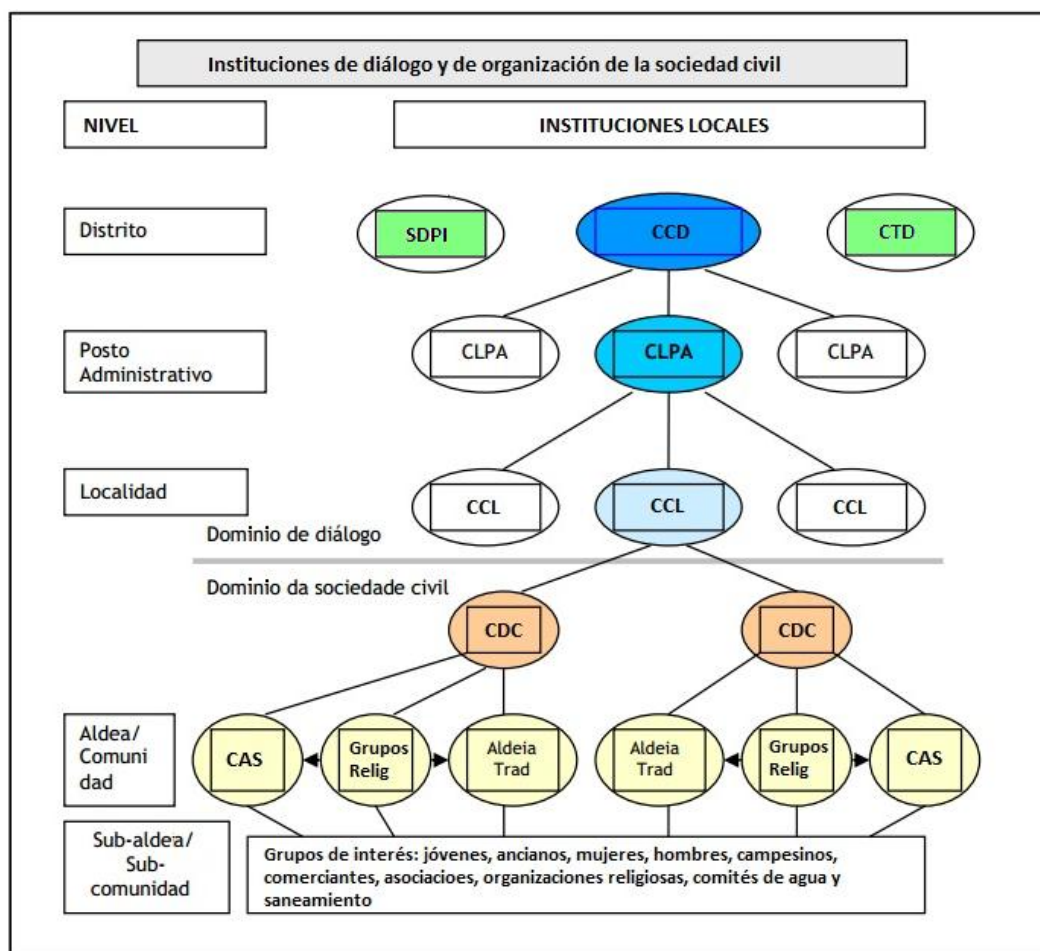 Instituciones de diálogo y de organización de la sociedad civil
NIVEL
INSTITUCIONES LOCALES
Distrito
SDPI
CCD
CTD
Posto
Administrativo
CLPA
CLPA
CLPA
Localidad
CCL
CCL
CCL
Dominio de diálogo
Dominio da sociedade civil
CDC
CDC
Aldea/
Comuni
dad
CAS
Grupos
Relig
Aldeia
Trad
Aldeia
Trad
Grupos
Relig
CAS
Sub-aldea/
Sub-
comunidad
Grupos de interés: jóvenes, ancianos, mujeres, hombres, campesinos,
comerciantes, asociacioes, organizaciones religiosas, comités de agua y
saneamiento